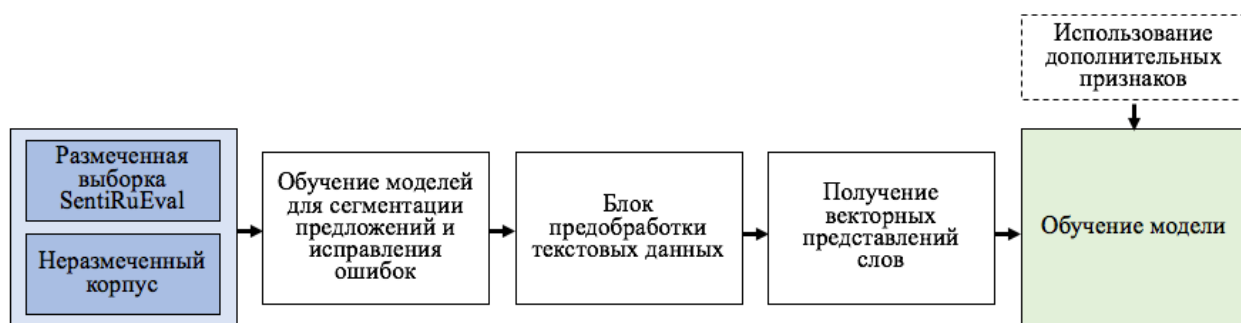 Использование
дополнительных
признаков
Размеченная
выборка
SentiRuEval
Неразмеченный
корпус
Обучение моделей
для сегментации
предложений и
исправления
ошибок
Блок
предобработки
текстовых данных
Получение
векторных
представлений
слов
Обучение модели